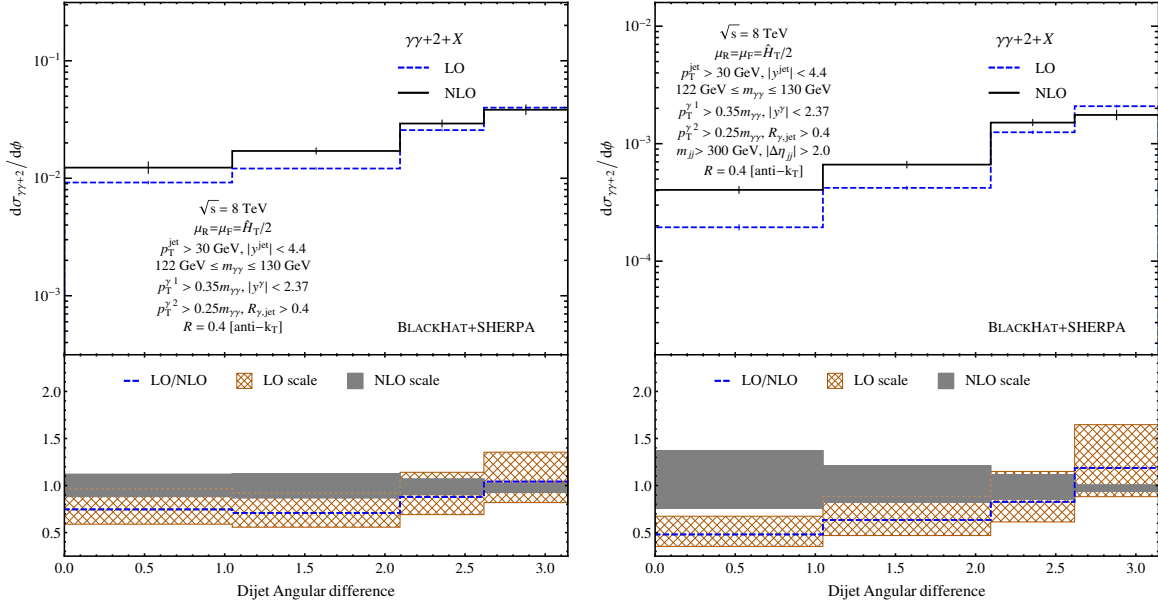 10⁻¹
10⁻²
10⁻³
dσ_γγ+2 / dϕ
γγ+2+X
LO
NLO
√s = 8 TeV
μ_R=μ_F=Ĥ_T/2
p_T^jet > 30 GeV, |y^jet| < 4.4
122 GeV ≤ m_γγ ≤ 130 GeV
p_T^γ1 > 0.35m_γγ, |y^γ| < 2.37
p_T^γ2 > 0.25m_γγ, R_γ,jet > 0.4
R = 0.4 [anti−k_T]
BLACKHAT+SHERPA
LO/NLO
LO scale
NLO scale
2.0
1.5
1.0
0.5
0.0 0.5 1.0 1.5 2.0 2.5 3.0
Dijet Angular difference
10⁻²
10⁻³
10⁻⁴
dσ_γγ+2 / dϕ
√s = 8 TeV
μ_R=μ_F=Ĥ_T/2
p_T^jet > 30 GeV, |y^jet| < 4.4
122 GeV ≤ m_γγ ≤ 130 GeV
p_T^γ1 > 0.35m_γγ, |y^γ| < 2.37
p_T^γ2 > 0.25m_γγ, R_γ,jet > 0.4
m_jj > 300 GeV, |Δη_jj| > 2.0
R = 0.4 [anti−k_T]
γγ+2+X
LO
NLO
BLACKHAT+SHERPA
LO/NLO
LO scale
NLO scale
2.0
1.5
1.0
0.5
0.0 0.5 1.0 1.5 2.0 2.5 3.0
Dijet Angular difference